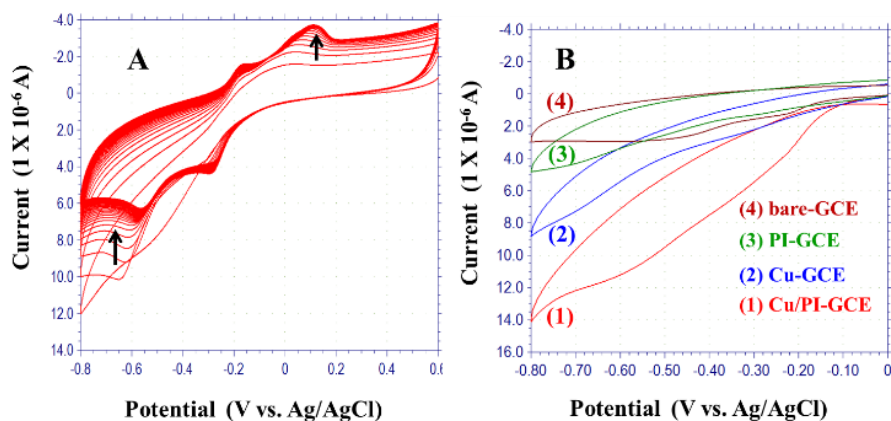 A
Current (1 X 10-6 A)
-4.0
-2.0
0
2.0
4.0
6.0
8.0
10.0
12.0
14.0
-0.8 -0.6 -0.4 -0.2 0 0.2 0.4 0.6
Potential (V vs. Ag/AgCl)
B
Current (1 X 10-6 A)
-4.0
-2.0
0
2.0
4.0
6.0
8.0
10.0
12.0
14.0
16.0
(4)
(3)
(2)
(1)
(4) bare-GCE
(3) PI-GCE
(2) Cu-GCE
(1) Cu/PI-GCE
-0.80 -0.70 -0.60 -0.50 -0.40 -0.30 -0.20 -0.10 0
Potential (V vs. Ag/AgCl)